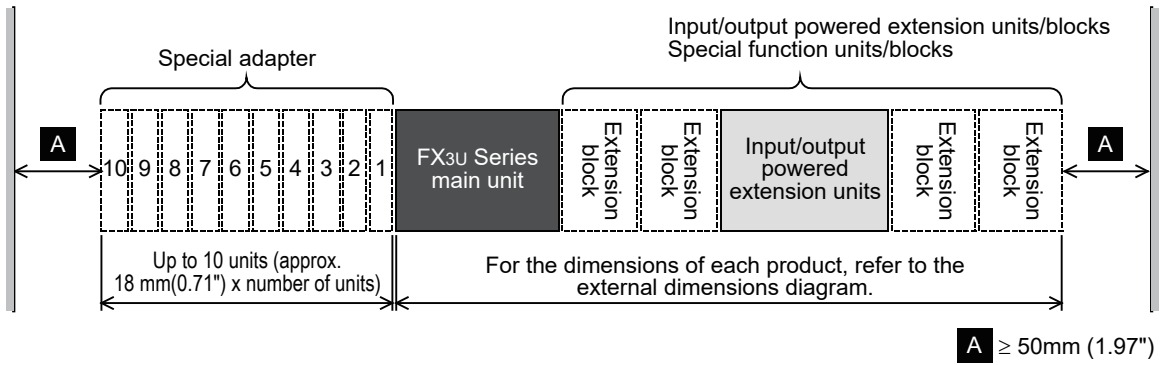 Input/output powered extension units/blocks
Special function units/blocks
Special adapter
A
10 9 8 7 6 5 4 3 2 1
FX3U Series
main unit
Extension
block
Extension
block
Input/output
powered
extension units
Extension
block
Extension
block
A
Up to 10 units (approx.
18 mm(0.71") x number of units)
For the dimensions of each product, refer to the
external dimensions diagram.
A ≥ 50mm (1.97")